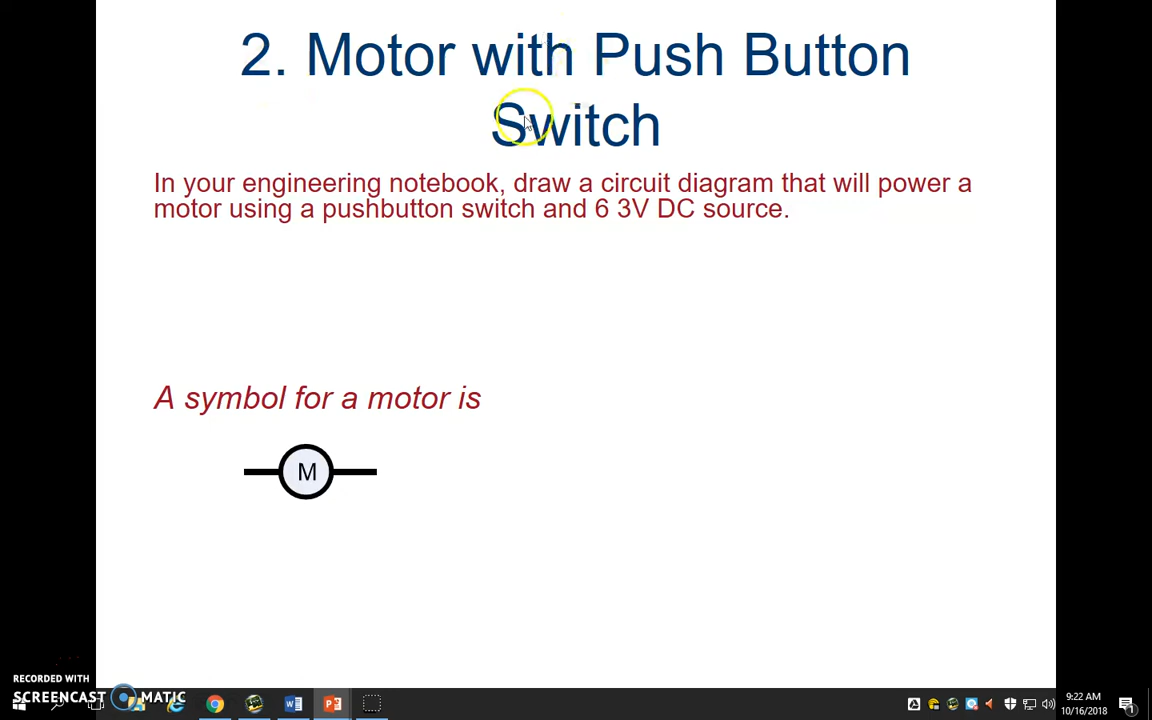 2. Motor with Push Button
Switch
In your engineering notebook, draw a circuit diagram that will power a
motor using a pushbutton switch and 6 3V DC source.
A symbol for a motor is
M
RECORDED WITH
SCREENCAST MATIC
9:22 AM
10/16/2018
1